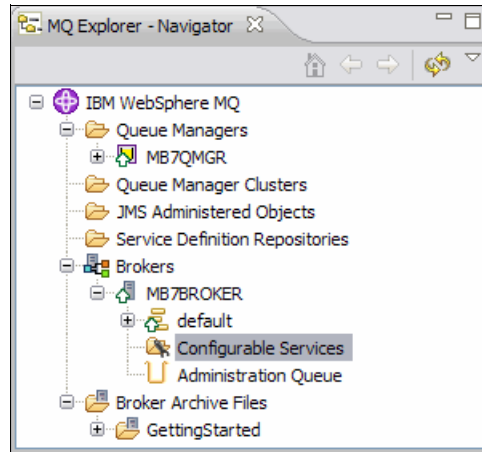 MQ Explorer - Navigator
IBM WebSphere MQ
Queue Managers
MB7QMGR
Queue Manager Clusters
JMS Administered Objects
Service Definition Repositories
Brokers
MB7BROKER
default
Configurable Services
Administration Queue
Broker Archive Files
GettingStarted